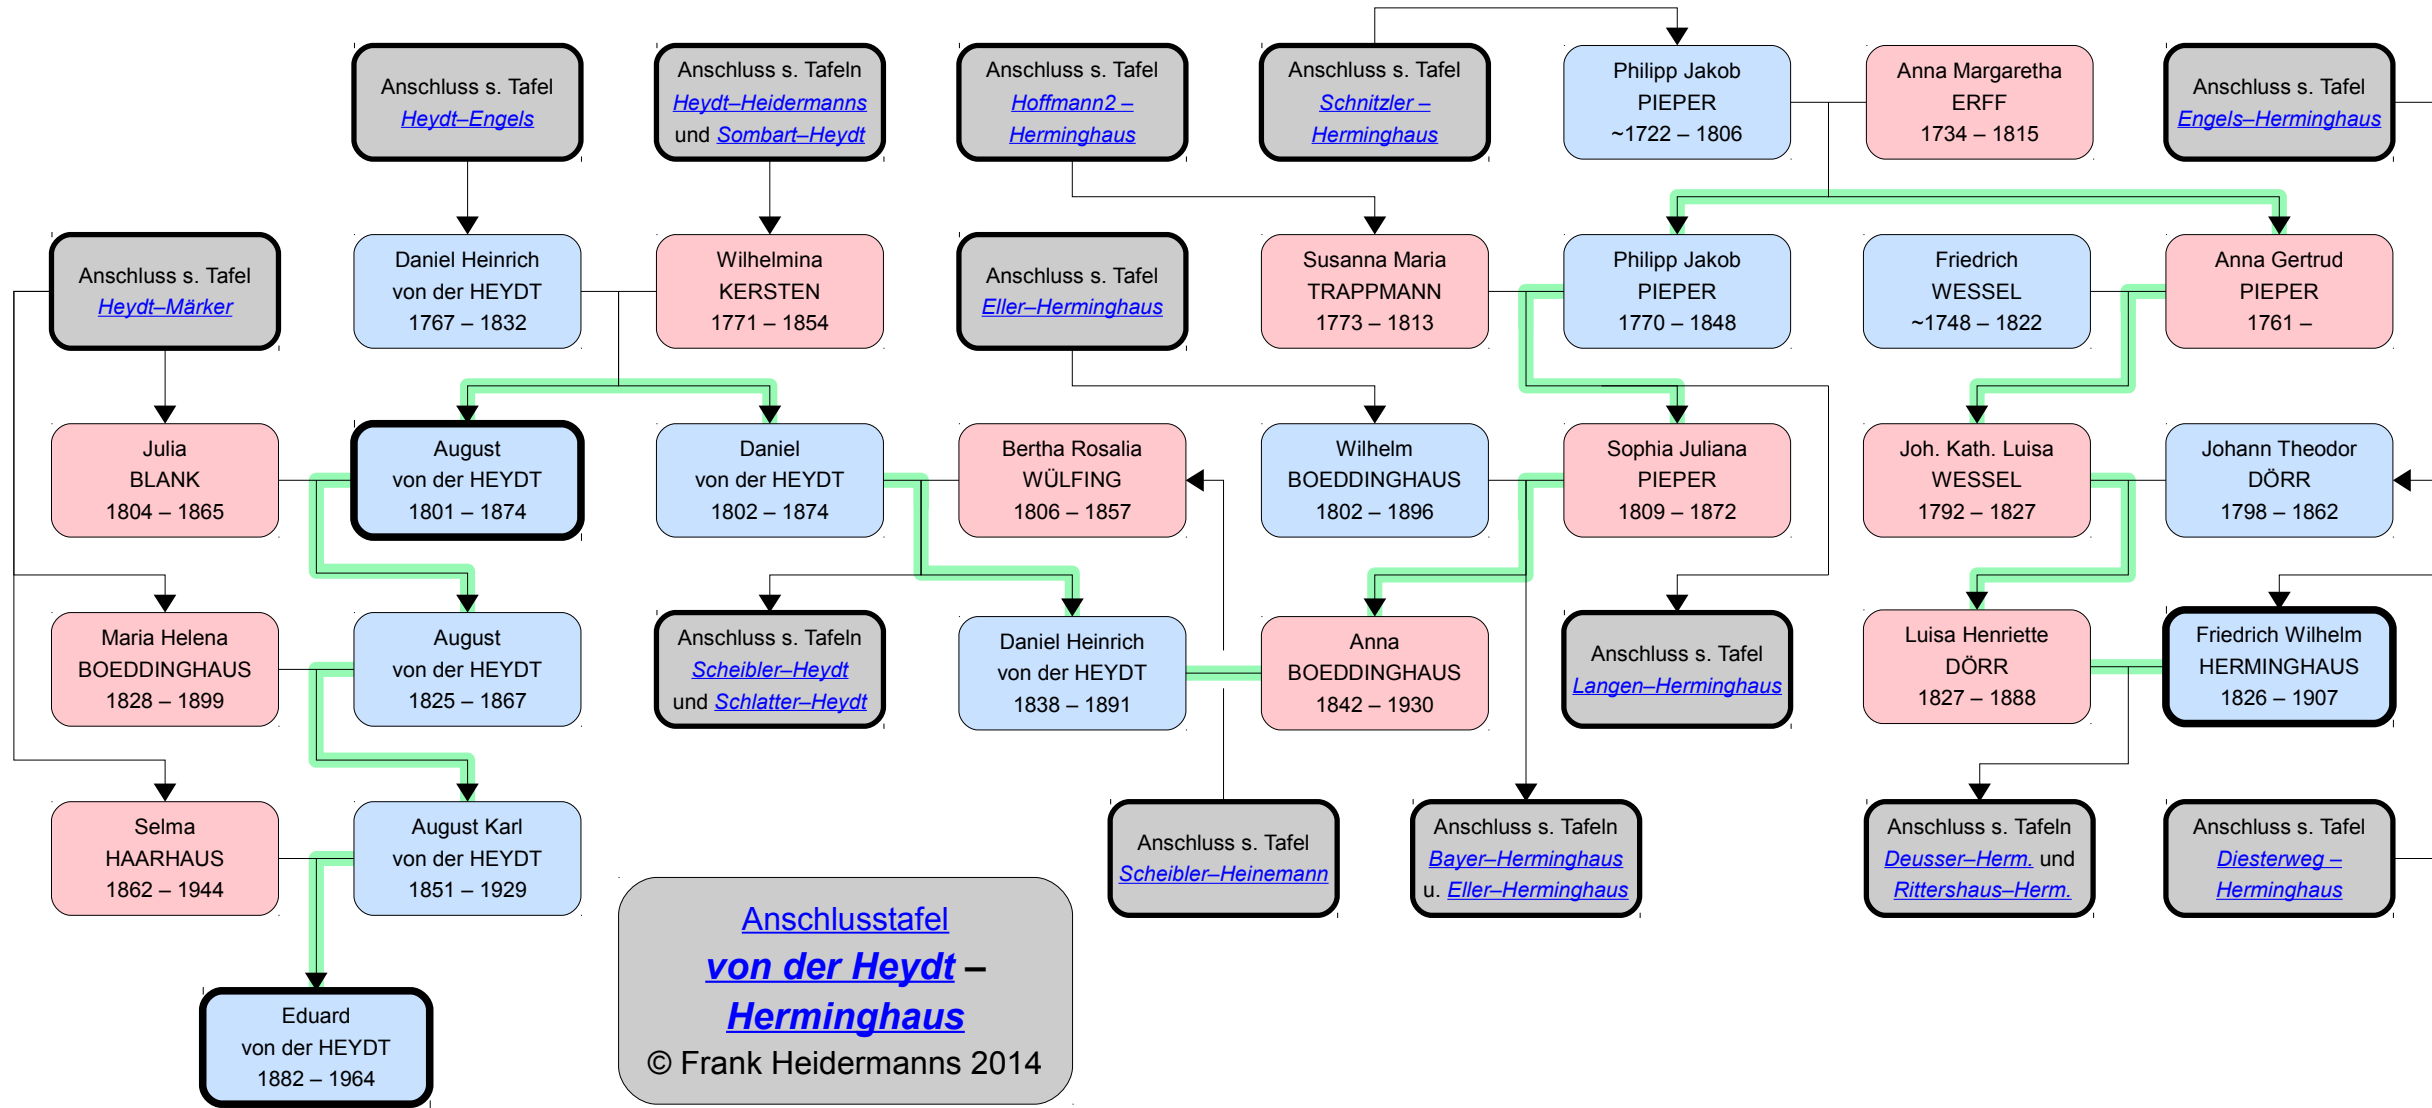 Anschluss s. Tafel
Heydt–Engels
Anschluss s. Tafeln
Heydt–Heidermanns
und Sombart–Heydt
Anschluss s. Tafel
Hoffmann2 –
Herminghaus
Anschluss s. Tafel
Schnitzler –
Herminghaus
Philipp Jakob
PIEPER
~1722 – 1806
Anna Margaretha
ERFF
1734 – 1815
Anschluss s. Tafel
Engels–Herminghaus
Anschluss s. Tafel
Heydt–Märker
Daniel Heinrich
von der HEYDT
1767 – 1832
Wilhelmina
KERSTEN
1771 – 1854
Anschluss s. Tafel
Eller–Herminghaus
Susanna Maria
TRAPPMANN
1773 – 1813
Philipp Jakob
PIEPER
1770 – 1848
Friedrich
WESSEL
~1748 – 1822
Anna Gertrud
PIEPER
1761 –
Julia
BLANK
1804 – 1865
August
von der HEYDT
1801 – 1874
Daniel
von der HEYDT
1802 – 1874
Bertha Rosalia
WÜLFING
1806 – 1857
Wilhelm
BOEDDINGHAUS
1802 – 1896
Sophia Juliana
PIEPER
1809 – 1872
Joh. Kath. Luisa
WESSEL
1792 – 1827
Johann Theodor
DÖRR
1798 – 1862
Maria Helena
BOEDDINGHAUS
1828 – 1899
August
von der HEYDT
1825 – 1867
Anschluss s. Tafeln
Scheibler–Heydt
und Schlatter–Heydt
Daniel Heinrich
von der HEYDT
1838 – 1891
Anna
BOEDDINGHAUS
1842 – 1930
Anschluss s. Tafel
Langen–Herminghaus
Luisa Henriette
DÖRR
1827 – 1888
Friedrich Wilhelm
HERMINGHAUS
1826 – 1907
Selma
HAARHAUS
1862 – 1944
August Karl
von der HEYDT
1851 – 1929
Anschluss s. Tafel
Scheibler–Heinemann
Anschluss s. Tafeln
Bayer–Herminghaus
u. Eller–Herminghaus
Anschluss s. Tafeln
Deusser–Herm. und
Rittershaus–Herm.
Anschluss s. Tafel
Diesterweg –
Herminghaus
Anschlusstafel
von der Heydt –
Herminghaus
© Frank Heidermanns 2014
Eduard
von der HEYDT
1882 – 1964